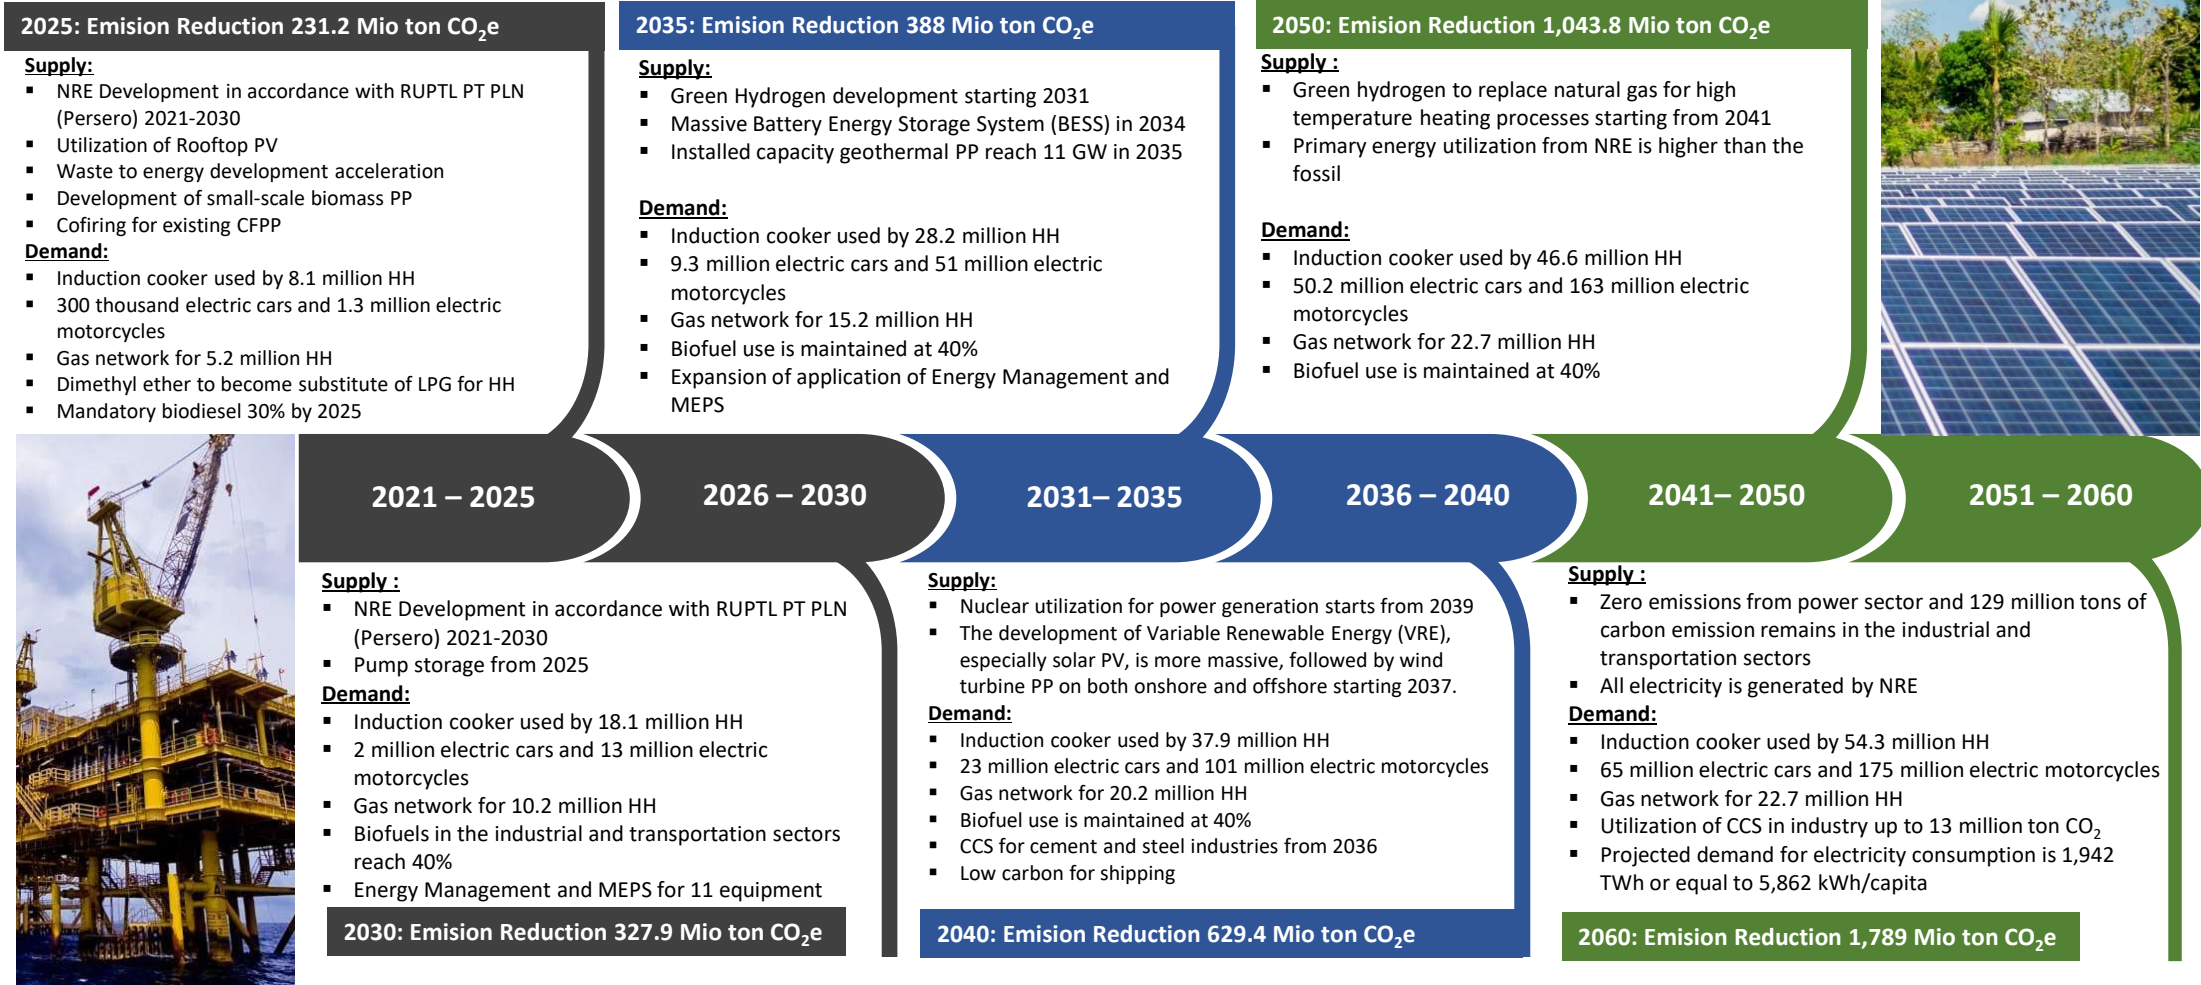 2025: Emision Reduction 231.2 Mio ton CO₂e
Supply:
▪ NRE Development in accordance with RUPTL PT PLN
(Persero) 2021-2030
▪ Utilization of Rooftop PV
▪ Waste to energy development acceleration
▪ Development of small-scale biomass PP
▪ Cofiring for existing CFPP
Demand:
▪ Induction cooker used by 8.1 million HH
▪ 300 thousand electric cars and 1.3 million electric
motorcycles
▪ Gas network for 5.2 million HH
▪ Dimethyl ether to become substitute of LPG for HH
▪ Mandatory biodiesel 30% by 2025
2035: Emision Reduction 388 Mio ton CO₂e
Supply:
▪ Green Hydrogen development starting 2031
▪ Massive Battery Energy Storage System (BESS) in 2034
▪ Installed capacity geothermal PP reach 11 GW in 2035
Demand:
▪ Induction cooker used by 28.2 million HH
▪ 9.3 million electric cars and 51 million electric
motorcycles
▪ Gas network for 15.2 million HH
▪ Biofuel use is maintained at 40%
▪ Expansion of application of Energy Management and
MEPS
2050: Emision Reduction 1,043.8 Mio ton CO₂e
Supply :
▪ Green hydrogen to replace natural gas for high
temperature heating processes starting from 2041
▪ Primary energy utilization from NRE is higher than the
fossil
Demand:
▪ Induction cooker used by 46.6 million HH
▪ 50.2 million electric cars and 163 million electric
motorcycles
▪ Gas network for 22.7 million HH
▪ Biofuel use is maintained at 40%
2021 – 2025
2026 – 2030
2031– 2035
2036 – 2040
2041– 2050
2051 – 2060
Supply :
▪ NRE Development in accordance with RUPTL PT PLN
(Persero) 2021-2030
▪ Pump storage from 2025
Demand:
▪ Induction cooker used by 18.1 million HH
▪ 2 million electric cars and 13 million electric
motorcycles
▪ Gas network for 10.2 million HH
▪ Biofuels in the industrial and transportation sectors
reach 40%
▪ Energy Management and MEPS for 11 equipment
2030: Emision Reduction 327.9 Mio ton CO₂e
Supply:
▪ Nuclear utilization for power generation starts from 2039
▪ The development of Variable Renewable Energy (VRE),
especially solar PV, is more massive, followed by wind
turbine PP on both onshore and offshore starting 2037.
Demand:
▪ Induction cooker used by 37.9 million HH
▪ 23 million electric cars and 101 million electric motorcycles
▪ Gas network for 20.2 million HH
▪ Biofuel use is maintained at 40%
▪ CCS for cement and steel industries from 2036
▪ Low carbon for shipping
2040: Emision Reduction 629.4 Mio ton CO₂e
Supply :
▪ Zero emissions from power sector and 129 million tons of
carbon emission remains in the industrial and
transportation sectors
▪ All electricity is generated by NRE
Demand:
▪ Induction cooker used by 54.3 million HH
▪ 65 million electric cars and 175 million electric motorcycles
▪ Gas network for 22.7 million HH
▪ Utilization of CCS in industry up to 13 million ton CO₂
▪ Projected demand for electricity consumption is 1,942
TWh or equal to 5,862 kWh/capita
2060: Emision Reduction 1,789 Mio ton CO₂e